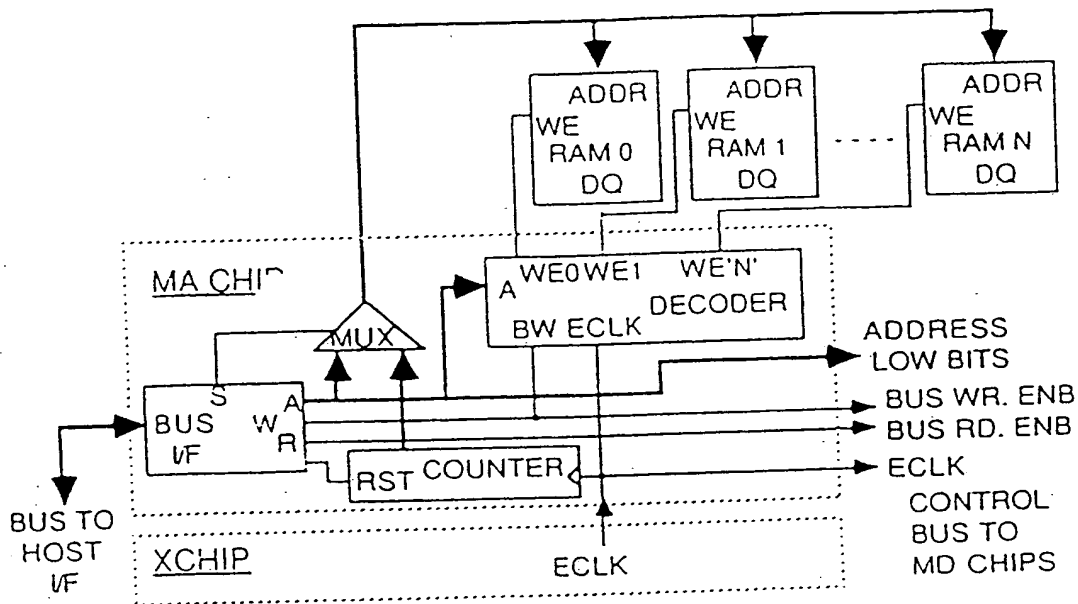 ADDR
WE
RAM 0
DQ
ADDR
WE
RAM 1
DQ
ADDR
WE
RAM N
DQ
MA CHIP
WE0 WE1 WE'N'
A
DECODER
BW ECLK
MUX
S
BUS
I/F
A
W
R
RST COUNTER
ADDRESS
LOW BITS
BUS WR. ENB
BUS RD. ENB
ECLK
CONTROL
BUS TO
MD CHIPS
BUS TO
HOST
I/F
XCHIP
ECLK